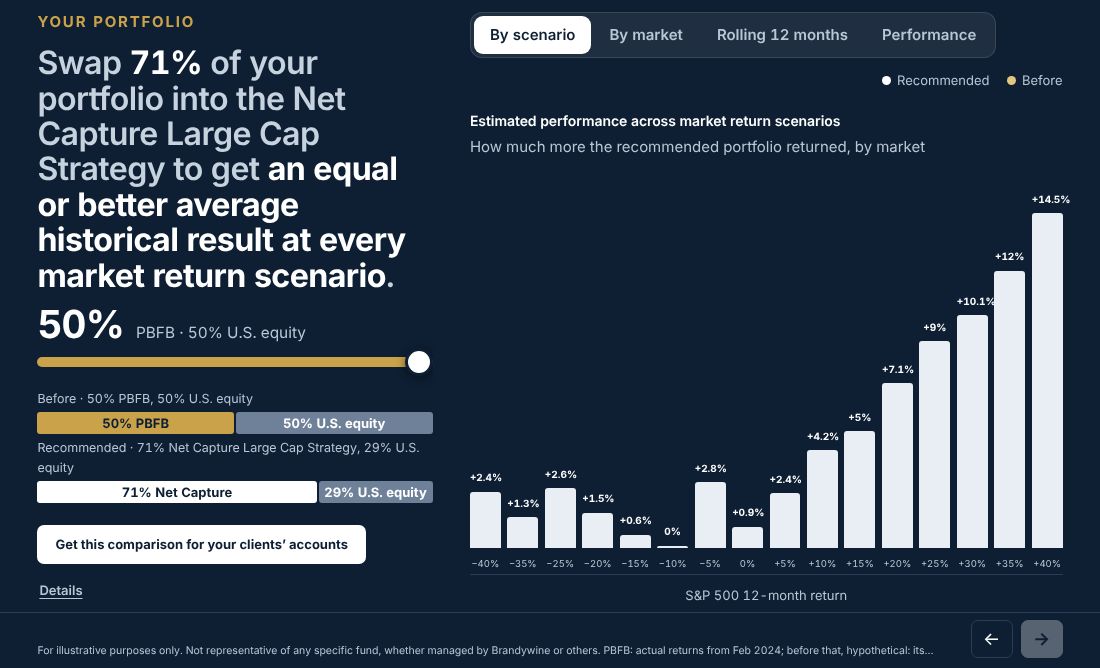 YOUR PORTFOLIO
Swap 71% of your
portfolio into the Net
Capture Large Cap
Strategy to get an equal
or better average
historical result at every
market return scenario.
50% PBFB · 50% U.S. equity
Before · 50% PBFB, 50% U.S. equity
50% PBFB 50% U.S. equity
Recommended · 71% Net Capture Large Cap Strategy, 29% U.S.
equity
71% Net Capture 29% U.S. equity
Get this comparison for your clients’ accounts
Details
By scenario By market Rolling 12 months Performance
Recommended Before
Estimated performance across market return scenarios
How much more the recommended portfolio returned, by market
+2.4% +1.3% +2.6% +1.5% +0.6% 0% +2.8% +0.9% +2.4% +4.2% +5% +7.1% +9% +10.1% +12% +14.5%
−40% −35% −25% −20% −15% −10% −5% 0% +5% +10% +15% +20% +25% +30% +35% +40%
S&P 500 12-month return
For illustrative purposes only. Not representative of any specific fund, whether managed by Brandywine or others. PBFB: actual returns from Feb 2024; before that, hypothetical: its…